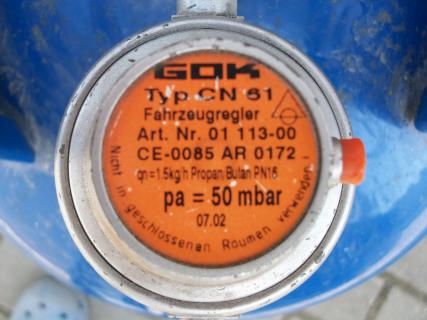 GOK
Typ CN 61
Fahrzeugregler
Art. Nr. 01 113-00
CE-0085 AR 0172
qn=1.5kg/h Propan/Butan PN16
pa = 50 mbar
07.02
Nicht in geschlossenen Räumen verwenden